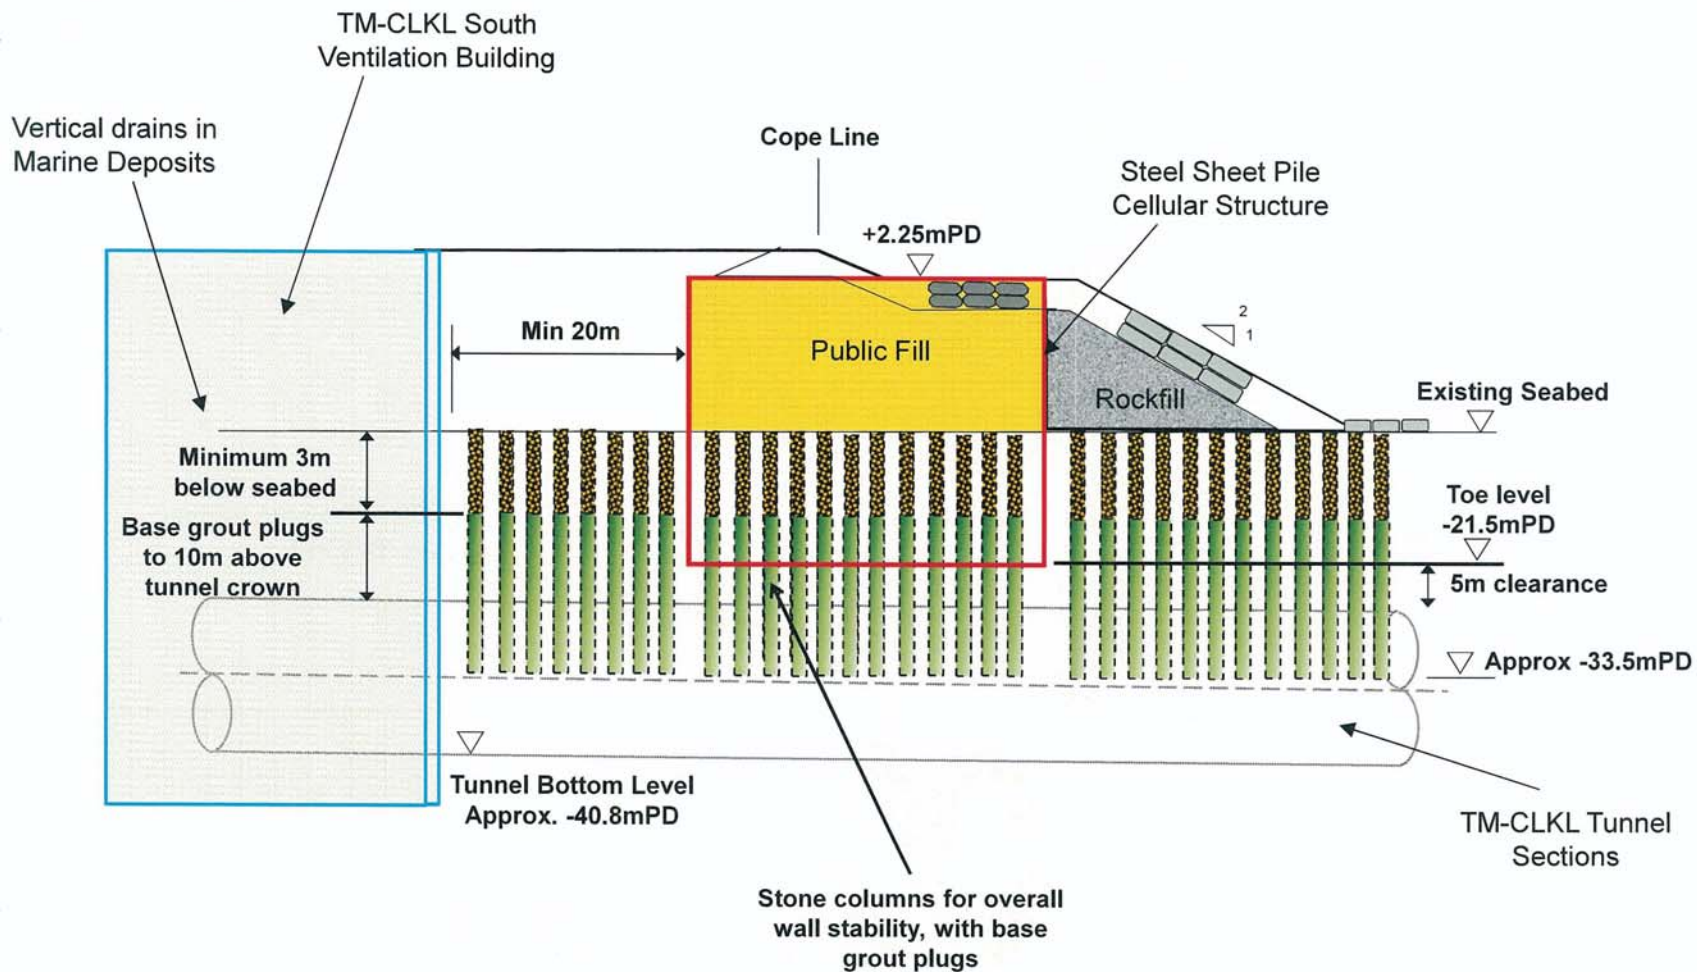 TM-CLKL South
Ventilation Building
Vertical drains in
Marine Deposits
Cope Line
Steel Sheet Pile
Cellular Structure
+2.25mPD
2
1
Min 20m
Public Fill
Rockfill
Existing Seabed
Minimum 3m
below seabed
Toe level
-21.5mPD
Base grout plugs
to 10m above
tunnel crown
5m clearance
Approx -33.5mPD
Tunnel Bottom Level
Approx. -40.8mPD
TM-CLKL Tunnel
Sections
Stone columns for overall
wall stability, with base
grout plugs